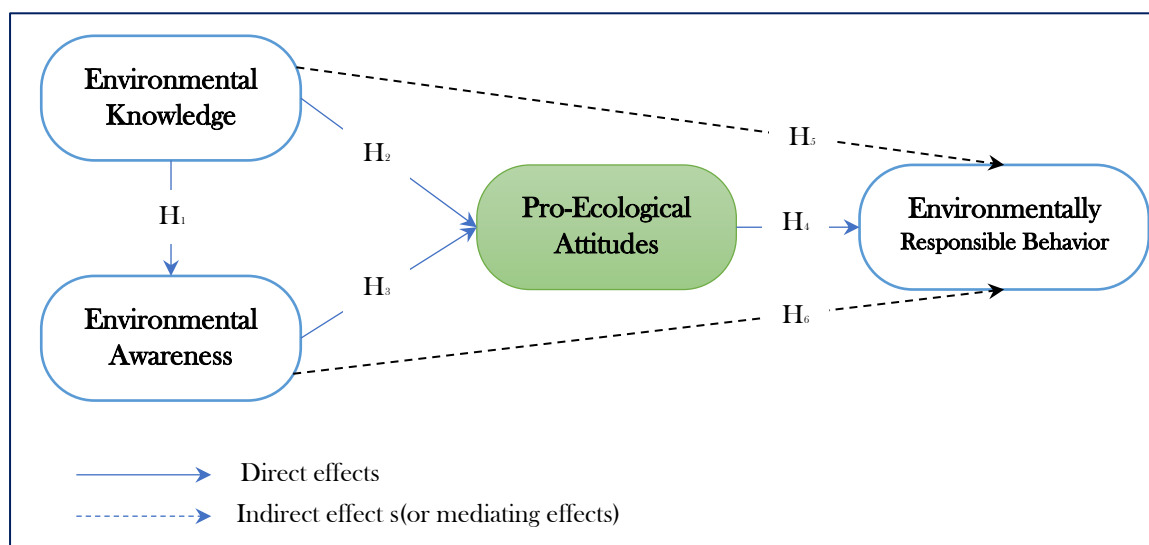 Environmental
Knowledge
H₅
H₂
H₁
Pro-Ecological
Attitudes
H₄
Environmentally
Responsible Behavior
H₃
Environmental
Awareness
H₆
Direct effects
Indirect effect s(or mediating effects)